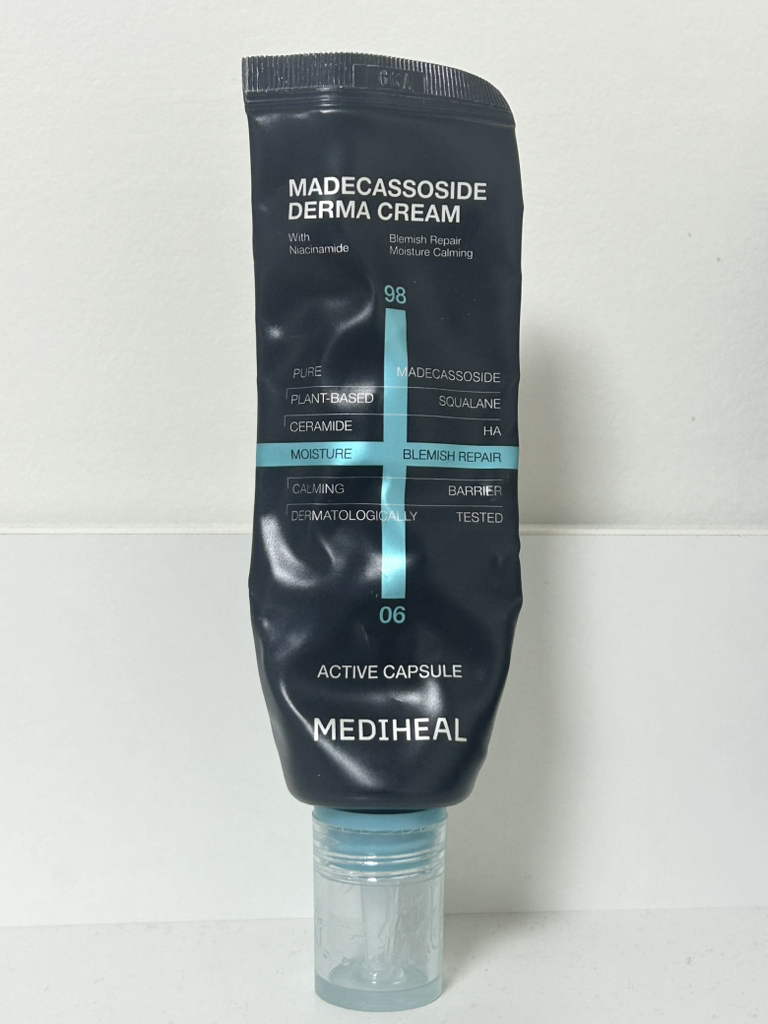 MADECASSOSIDE
DERMA CREAM
With Blemish Repair
Niacinamide Moisture Calming
98
PURE MADECASSOSIDE
PLANT-BASED SQUALANE
CERAMIDE HA
MOISTURE BLEMISH REPAIR
CALMING BARRIER
DERMATOLOGICALLY TESTED
06
ACTIVE CAPSULE
MEDIHEAL